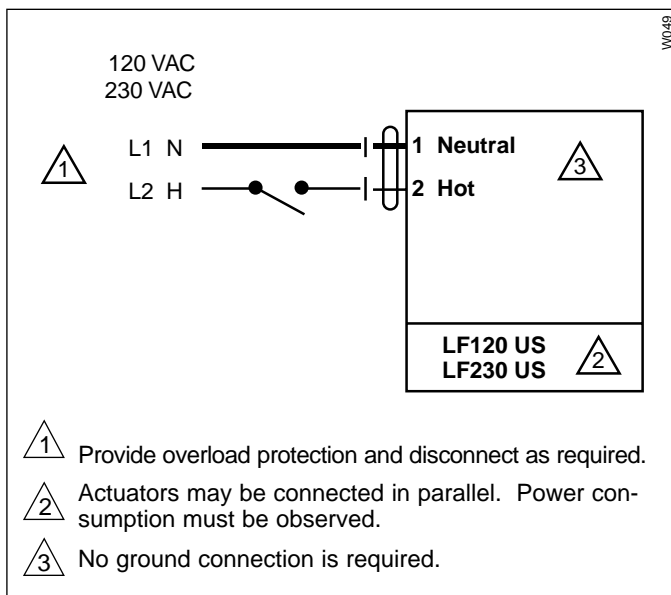 W049
120 VAC
230 VAC
1
L1 N
1 Neutral
3
L2 H
2 Hot
LF120 US
LF230 US
2
1 Provide overload protection and disconnect as required.
2 Actuators may be connected in parallel. Power con-
sumption must be observed.
3 No ground connection is required.